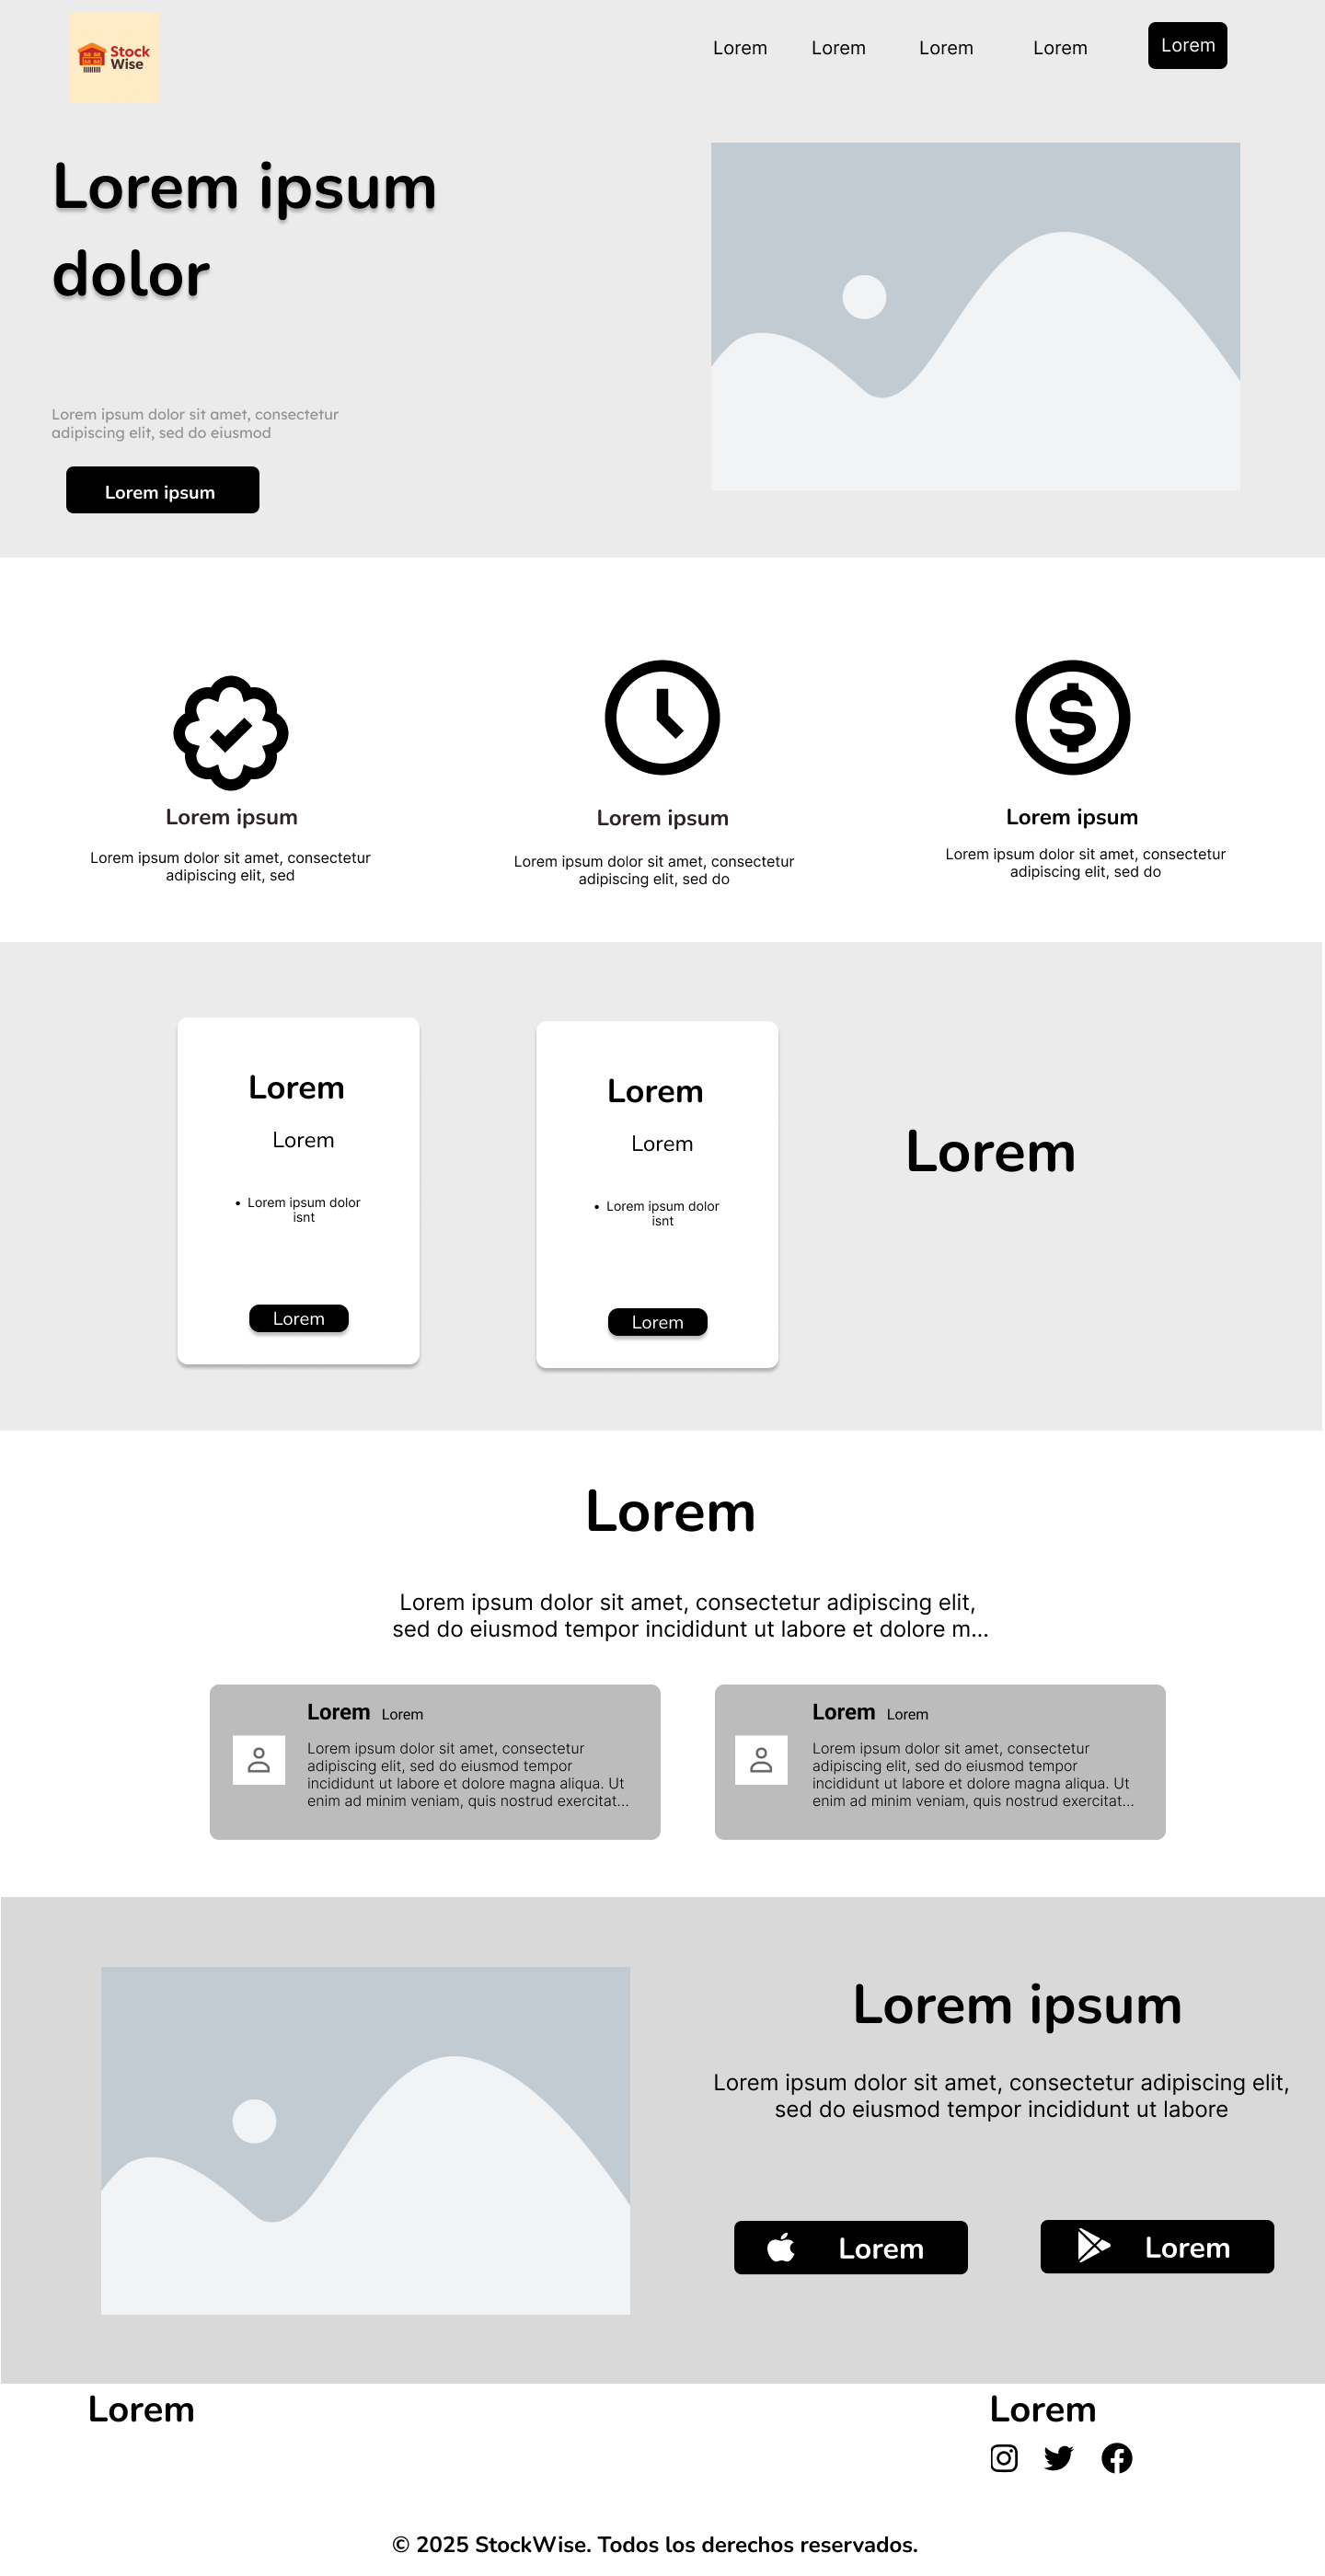 Stock
Wise
Lorem Lorem Lorem Lorem Lorem
Lorem ipsum
dolor
Lorem ipsum dolor sit amet, consectetur
adipiscing elit, sed do eiusmod
Lorem ipsum
Lorem ipsum
Lorem ipsum dolor sit amet, consectetur
adipiscing elit, sed
Lorem ipsum
Lorem ipsum dolor sit amet, consectetur
adipiscing elit, sed do
Lorem ipsum
Lorem ipsum dolor sit amet, consectetur
adipiscing elit, sed do
Lorem
Lorem
• Lorem ipsum dolor
isnt
Lorem
Lorem
Lorem
• Lorem ipsum dolor
isnt
Lorem
Lorem
Lorem
Lorem ipsum dolor sit amet, consectetur adipiscing elit,
sed do eiusmod tempor incididunt ut labore et dolore m...
Lorem Lorem
Lorem ipsum dolor sit amet, consectetur
adipiscing elit, sed do eiusmod tempor
incididunt ut labore et dolore magna aliqua. Ut
enim ad minim veniam, quis nostrud exercitat...
Lorem Lorem
Lorem ipsum dolor sit amet, consectetur
adipiscing elit, sed do eiusmod tempor
incididunt ut labore et dolore magna aliqua. Ut
enim ad minim veniam, quis nostrud exercitat...
Lorem ipsum
Lorem ipsum dolor sit amet, consectetur adipiscing elit,
sed do eiusmod tempor incididunt ut labore
Lorem
Lorem
Lorem
Lorem
© 2025 StockWise. Todos los derechos reservados.